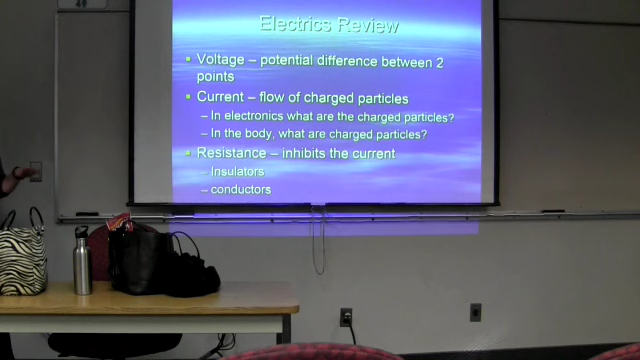 Electrics Review
Voltage – potential difference between 2
points
Current – flow of charged particles
– In electronics what are the charged particles?
– In the body, what are charged particles?
Resistance – inhibits the current
– Insulators
– conductors